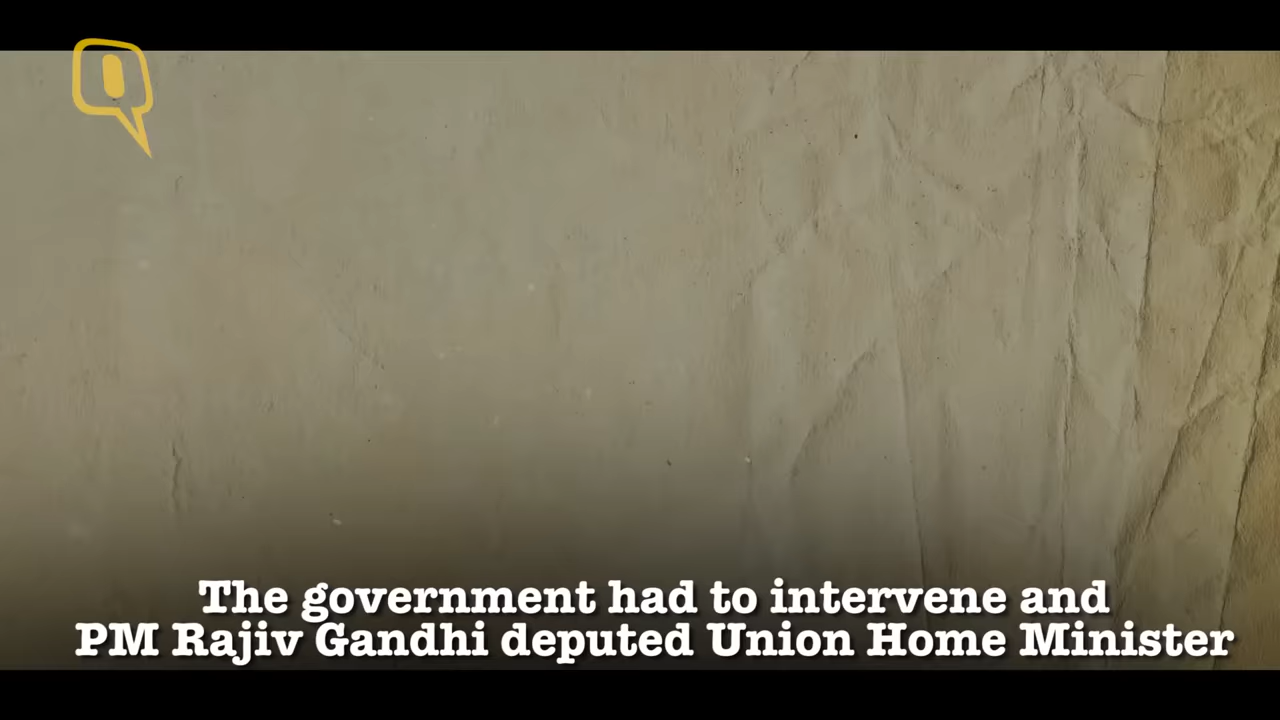 The government had to intervene and
PM Rajiv Gandhi deputed Union Home Minister